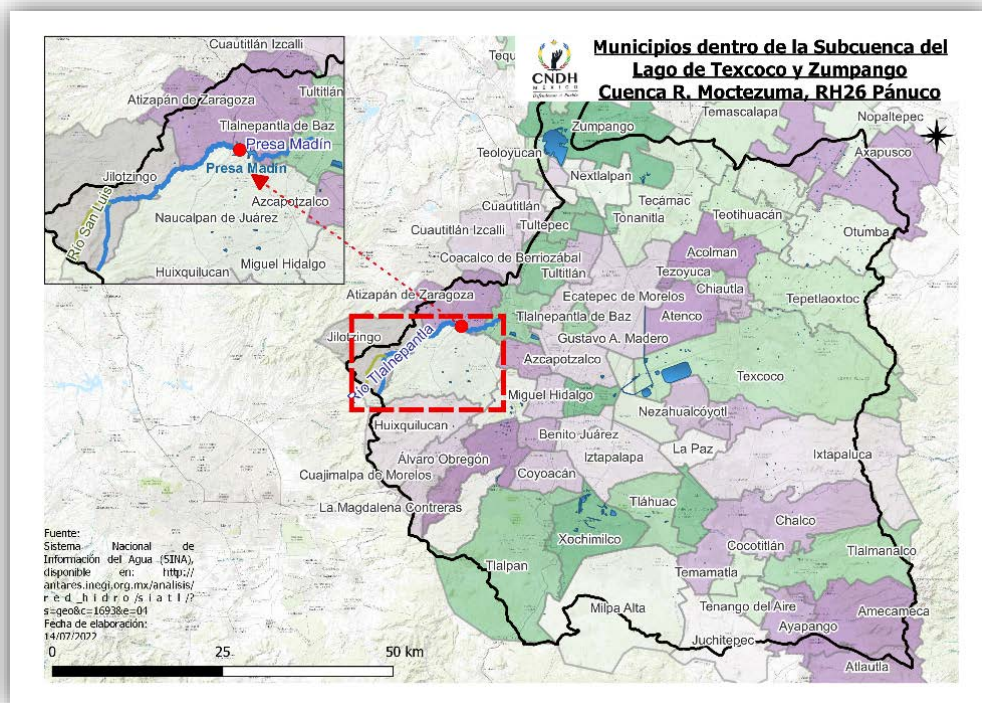 Municipios dentro de la Subcuenca del
Lago de Texcoco y Zumpango
Cuenca R. Moctezuma, RH26 Pánuco
CNDH
MÉXICO
Cuautitlán Izcalli
Atizapán de Zaragoza
Tultitlán
Tlalnepantla de Baz
Presa Madín
Presa Madín
Jilotzingo
Azcapotzalco
Río San Luis
Naucalpan de Juárez
Miguel Hidalgo
Huixquilucan
Tequ
Temascalapa
Nopaltepec
Zumpango
Axapusco
Teoloyucan
Nextlalpan
Cuautitlán
Tecámac
Teotihuacán
Tultepec
Tonanitla
Otumba
Cuautitlán Izcalli
Acolman
Coacalco de Berriozábal
Tultitlán
Tezoyuca
Chiautla
Tepetlaoxtoc
Atizapán de Zaragoza
Ecatepec de Morelos
Atenco
Tlalnepantla de Baz
Jilotzingo
Río Tlalnepantla
Gustavo A. Madero
Azcapotzalco
Texcoco
Miguel Hidalgo
Nezahualcóyotl
Huixquilucan
Benito Juárez
La Paz
Ixtapaluca
Álvaro Obregón
Iztapalapa
Cuajimalpa de Morelos
Coyoacán
La Magdalena Contreras
Tláhuac
Xochimilco
Chalco
Cocotitlán
Tlalmanalco
Tlalpan
Temamatla
Milpa Alta
Tenango del Aire
Amecameca
Ayapango
Juchitepec
Atlautla
Fuente:
Sistema Nacional de
Información del Agua (SINA),
disponible en: http://
antares.inegi.org.mx/analisis/
red_hidro/siatl/?
s=geo&c=1693&e=04
Fecha de elaboración:
14/07/2022
0 25 50 km